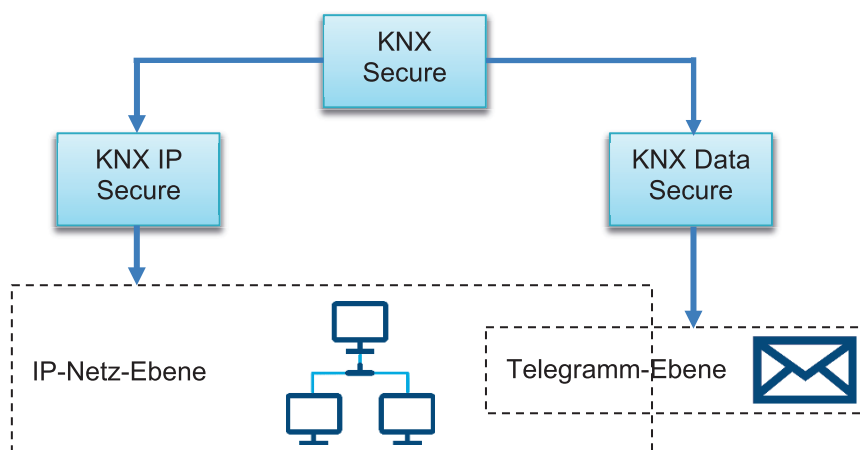 KNX
Secure
KNX IP
Secure
KNX Data
Secure
IP-Netz-Ebene
Telegramm-Ebene